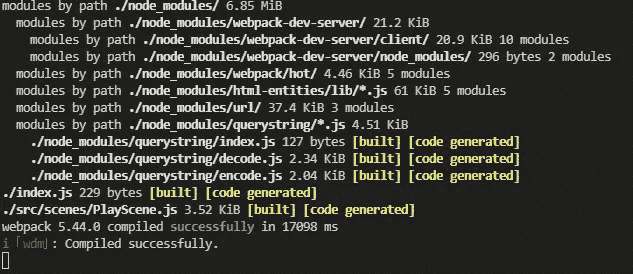 modules by path ./node_modules/ 6.85 MiB
modules by path ./node_modules/webpack-dev-server/ 21.2 KiB
modules by path ./node_modules/webpack-dev-server/client/ 20.9 KiB 10 modules
modules by path ./node_modules/webpack-dev-server/node_modules/ 296 bytes 2 modules
modules by path ./node_modules/webpack/hot/ 4.46 KiB 5 modules
modules by path ./node_modules/html-entities/lib/*.js 61 KiB 5 modules
modules by path ./node_modules/url/ 37.4 KiB 3 modules
modules by path ./node_modules/querystring/*.js 4.51 KiB
./node_modules/querystring/index.js 127 bytes [built] [code generated]
./node_modules/querystring/decode.js 2.34 KiB [built] [code generated]
./node_modules/querystring/encode.js 2.04 KiB [built] [code generated]
./index.js 229 bytes [built] [code generated]
./src/scenes/PlayScene.js 3.52 KiB [built] [code generated]
webpack 5.44.0 compiled successfully in 17098 ms
i ｢wdm｣: Compiled successfully.